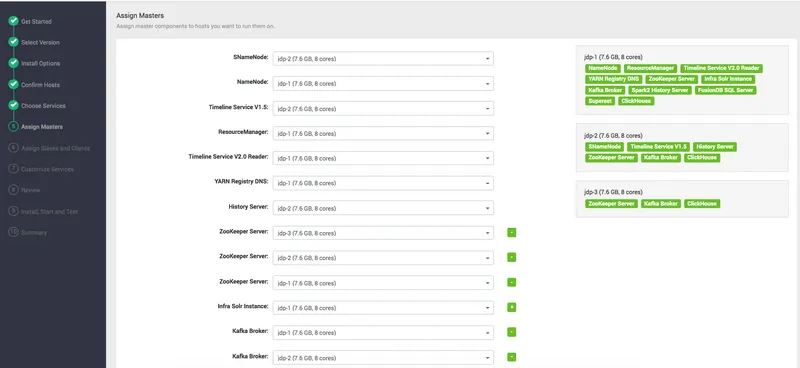 Get Started
Select Version
Install Options
Confirm Hosts
Choose Services
Assign Masters
6 Assign Slaves and Clients
7 Customize Services
8 Review
9 Install, Start and Test
10 Summary
Assign Masters
Assign master components to hosts you want to run them on.
SNameNode: jdp-2 (7.6 GB, 8 cores)
NameNode: jdp-1 (7.6 GB, 8 cores)
Timeline Service V1.5: jdp-2 (7.6 GB, 8 cores)
ResourceManager: jdp-1 (7.6 GB, 8 cores)
Timeline Service V2.0 Reader: jdp-1 (7.6 GB, 8 cores)
YARN Registry DNS: jdp-1 (7.6 GB, 8 cores)
History Server: jdp-2 (7.6 GB, 8 cores)
ZooKeeper Server: jdp-3 (7.6 GB, 8 cores) -
ZooKeeper Server: jdp-2 (7.6 GB, 8 cores) -
ZooKeeper Server: jdp-1 (7.6 GB, 8 cores) -
Infra Solr Instance: jdp-1 (7.6 GB, 8 cores) +
Kafka Broker: jdp-1 (7.6 GB, 8 cores) -
Kafka Broker: jdp-2 (7.6 GB, 8 cores) -
jdp-1 (7.6 GB, 8 cores)
NameNode ResourceManager Timeline Service V2.0 Reader
YARN Registry DNS ZooKeeper Server Infra Solr Instance
Kafka Broker Spark2 History Server FusionDB SQL Server
Superset ClickHouse
jdp-2 (7.6 GB, 8 cores)
SNameNode Timeline Service V1.5 History Server
ZooKeeper Server Kafka Broker ClickHouse
jdp-3 (7.6 GB, 8 cores)
ZooKeeper Server Kafka Broker ClickHouse